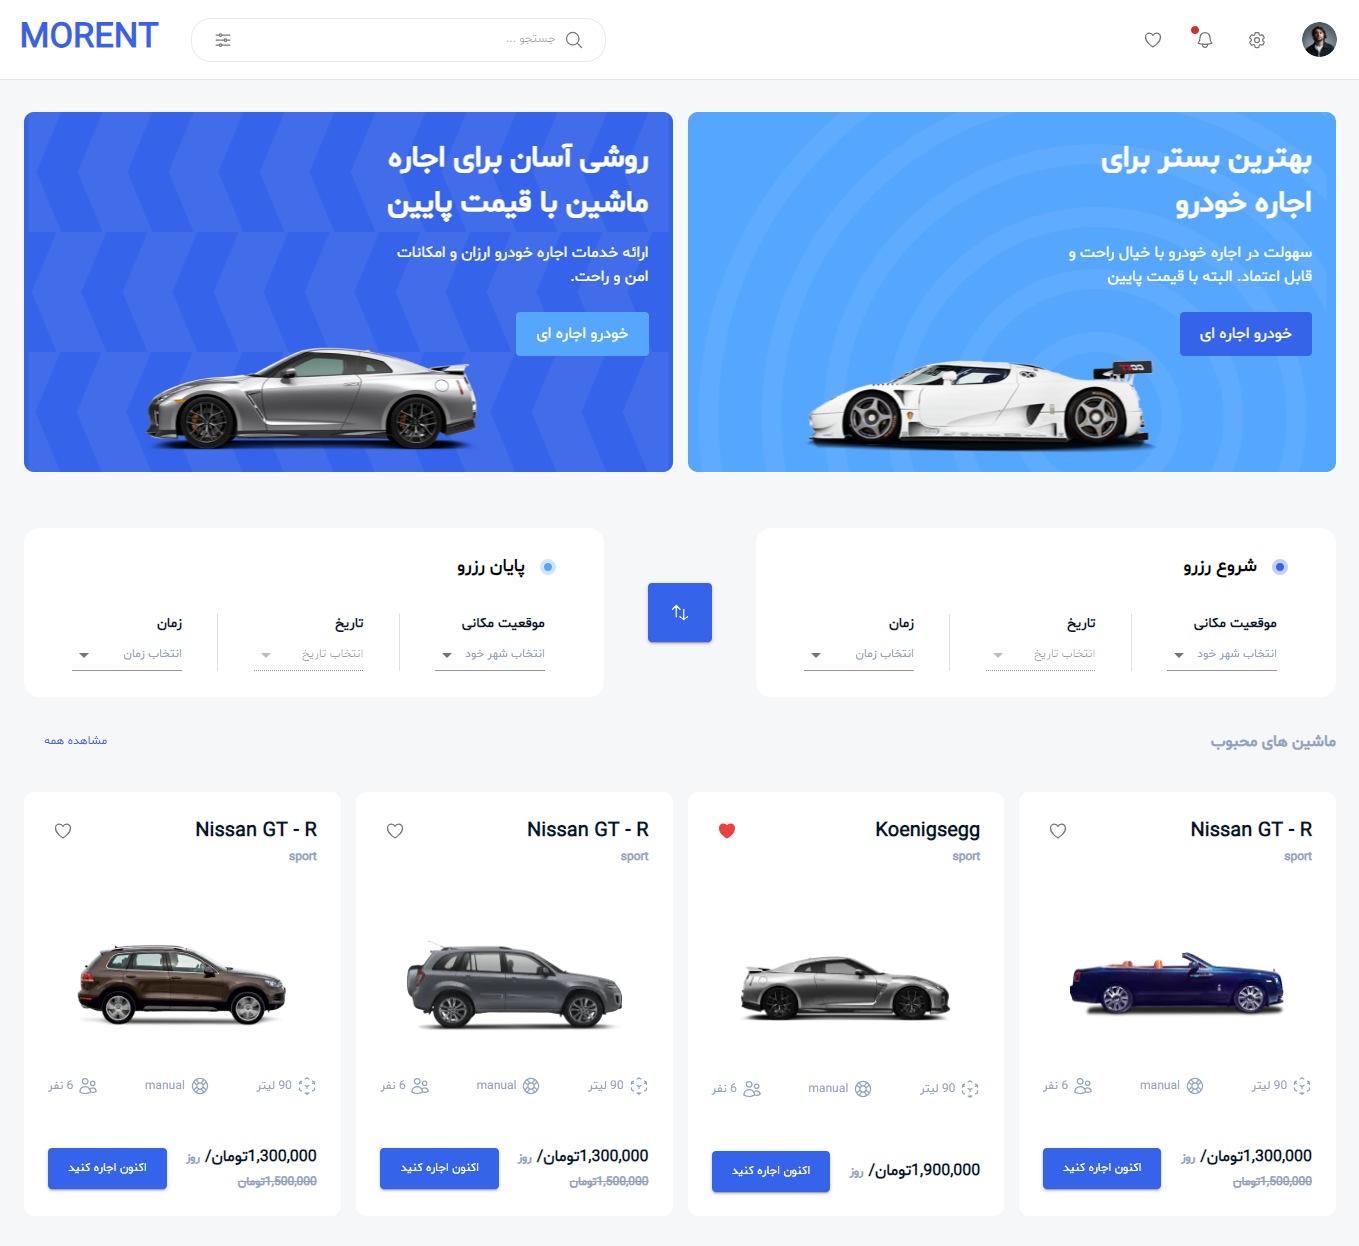 MORENT
جستجو ...
بهترین بستر برای
اجاره خودرو
سهولت در اجاره خودرو با خیال راحت و
قابل اعتماد. البته با قیمت پایین
خودرو اجاره ای
روشی آسان برای اجاره
ماشین با قیمت پایین
ارائه خدمات اجاره خودرو ارزان و امکانات
امن و راحت.
خودرو اجاره ای
شروع رزرو
موقعیت مکانی
انتخاب شهر خود
تاریخ
انتخاب تاریخ
زمان
انتخاب زمان
پایان رزرو
موقعیت مکانی
انتخاب شهر خود
تاریخ
انتخاب تاریخ
زمان
انتخاب زمان
ماشین های محبوب
مشاهده همه
Nissan GT - R
sport
90 لیتر
manual
6 نفر
1,300,000تومان/ روز
1,500,000تومان
اکنون اجاره کنید
Koenigsegg
sport
90 لیتر
manual
6 نفر
1,900,000تومان/ روز
اکنون اجاره کنید
Nissan GT - R
sport
90 لیتر
manual
6 نفر
1,300,000تومان/ روز
1,500,000تومان
اکنون اجاره کنید
Nissan GT - R
sport
90 لیتر
manual
6 نفر
1,300,000تومان/ روز
1,500,000تومان
اکنون اجاره کنید